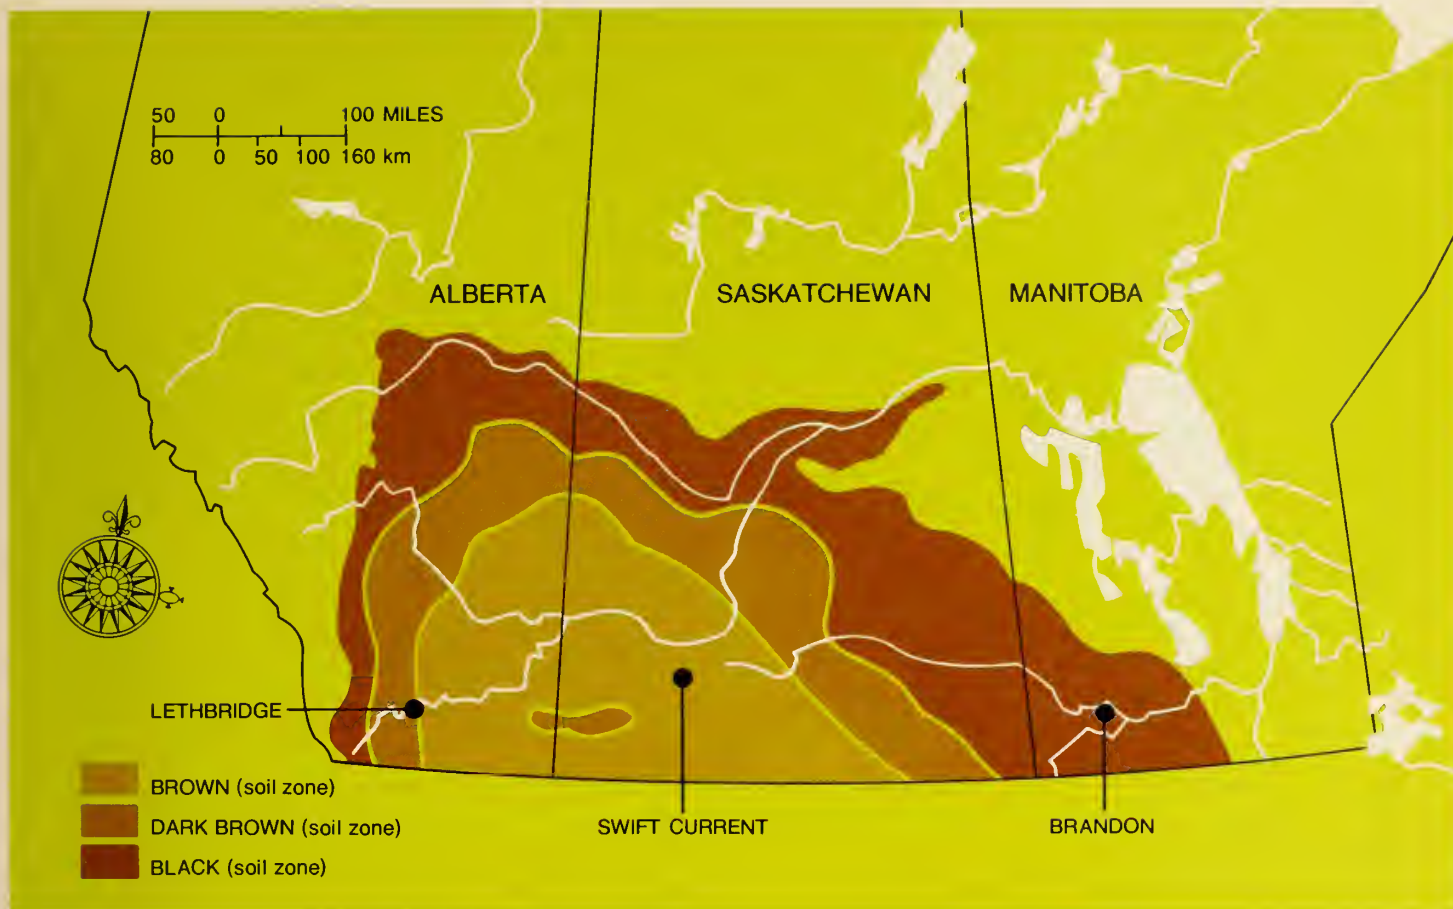 50 0 100 MILES
80 0 50 100 160 km
ALBERTA
SASKATCHEWAN
MANITOBA
LETHBRIDGE
BROWN (soil zone)
DARK BROWN (soil zone)
SWIFT CURRENT
BRANDON
BLACK (soil zone)